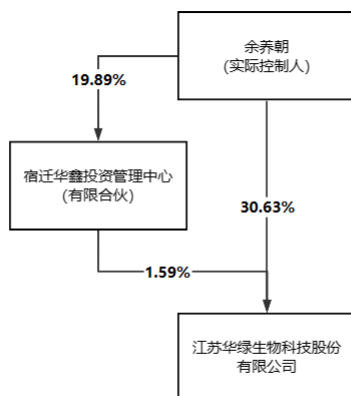 余养朝
(实际控制人)
19.89%
宿迁华鑫投资管理中心
(有限合伙)
30.63%
1.59%
江苏华绿生物科技股份
有限公司